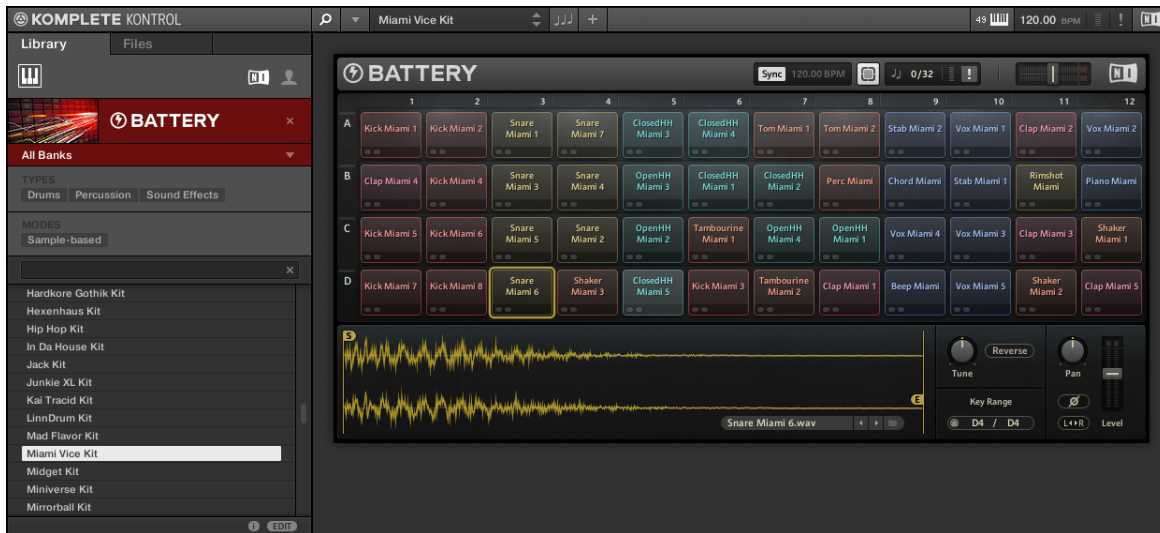 KOMPLETE KONTROL
Miami Vice Kit
49
120.00 BPM
!
NI
Library
Files
NI
BATTERY
×
All Banks
TYPES
Drums
Percussion
Sound Effects
MODES
Sample-based
×
Hardkore Gothik Kit
Hexenhaus Kit
Hip Hop Kit
In Da House Kit
Jack Kit
Junkie XL Kit
Kai Tracid Kit
LinnDrum Kit
Mad Flavor Kit
Miami Vice Kit
Midget Kit
Miniverse Kit
Mirrorball Kit
i
EDIT
BATTERY
Sync 120.00 BPM
0/32
!
NI
1 2 3 4 5 6 7 8 9 10 11 12
A
Kick Miami 1
Kick Miami 2
Snare
Miami 1
Snare
Miami 7
ClosedHH
Miami 3
ClosedHH
Miami 4
Tom Miami 1
Tom Miami 2
Stab Miami 2
Vox Miami 1
Clap Miami 2
Vox Miami 2
B
Clap Miami 4
Kick Miami 4
Snare
Miami 3
Snare
Miami 4
OpenHH
Miami 3
ClosedHH
Miami 1
ClosedHH
Miami 2
Perc Miami
Chord Miami
Stab Miami 1
Rimshot
Miami
Piano Miami
C
Kick Miami 5
Kick Miami 6
Snare
Miami 5
Snare
Miami 2
OpenHH
Miami 2
Tambourine
Miami 1
OpenHH
Miami 4
OpenHH
Miami 1
Vox Miami 4
Vox Miami 3
Clap Miami 3
Shaker
Miami 1
D
Kick Miami 7
Kick Miami 8
Snare
Miami 6
Shaker
Miami 3
ClosedHH
Miami 5
Kick Miami 3
Tambourine
Miami 2
Clap Miami 1
Beep Miami
Vox Miami 5
Shaker
Miami 2
Clap Miami 5
S
E
Snare Miami 6.wav
Tune
Reverse
Key Range
D4 / D4
Pan
Ø
L◂▸R
Level